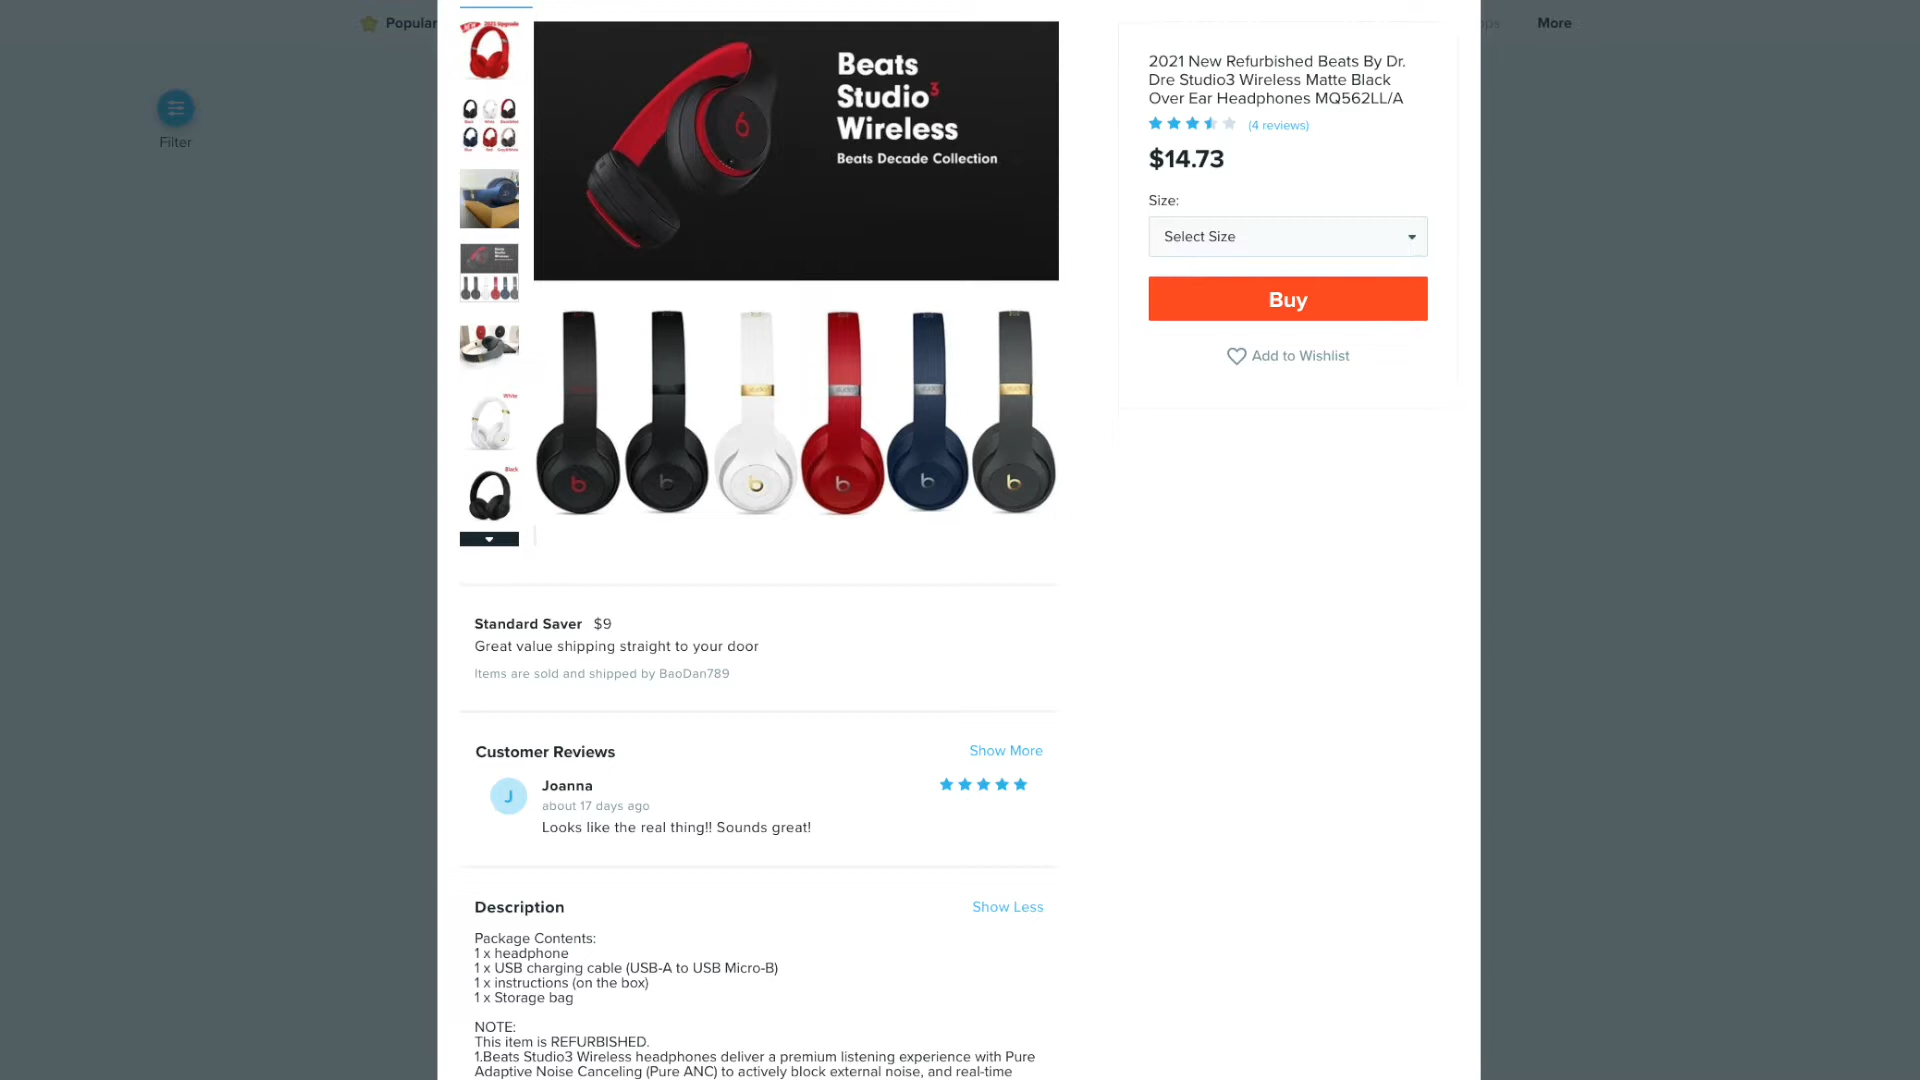 Popular
More
Filter
2021 Upgrade
White
Black
Beats
Studio3
Wireless
Beats Decade Collection
2021 New Refurbished Beats By Dr.
Dre Studio3 Wireless Matte Black
Over Ear Headphones MQ562LL/A
(4 reviews)
$14.73
Size:
Select Size
Buy
Add to Wishlist
Standard Saver $9
Great value shipping straight to your door
Items are sold and shipped by BaoDan789
Customer Reviews
Show More
J
Joanna
about 17 days ago
Looks like the real thing!! Sounds great!
Description
Show Less
Package Contents:
1 x headphone
1 x USB charging cable (USB-A to USB Micro-B)
1 x instructions (on the box)
1 x Storage bag
NOTE:
This item is REFURBISHED.
1.Beats Studio3 Wireless headphones deliver a premium listening experience with Pure
Adaptive Noise Canceling (Pure ANC) to actively block external noise, and real-time